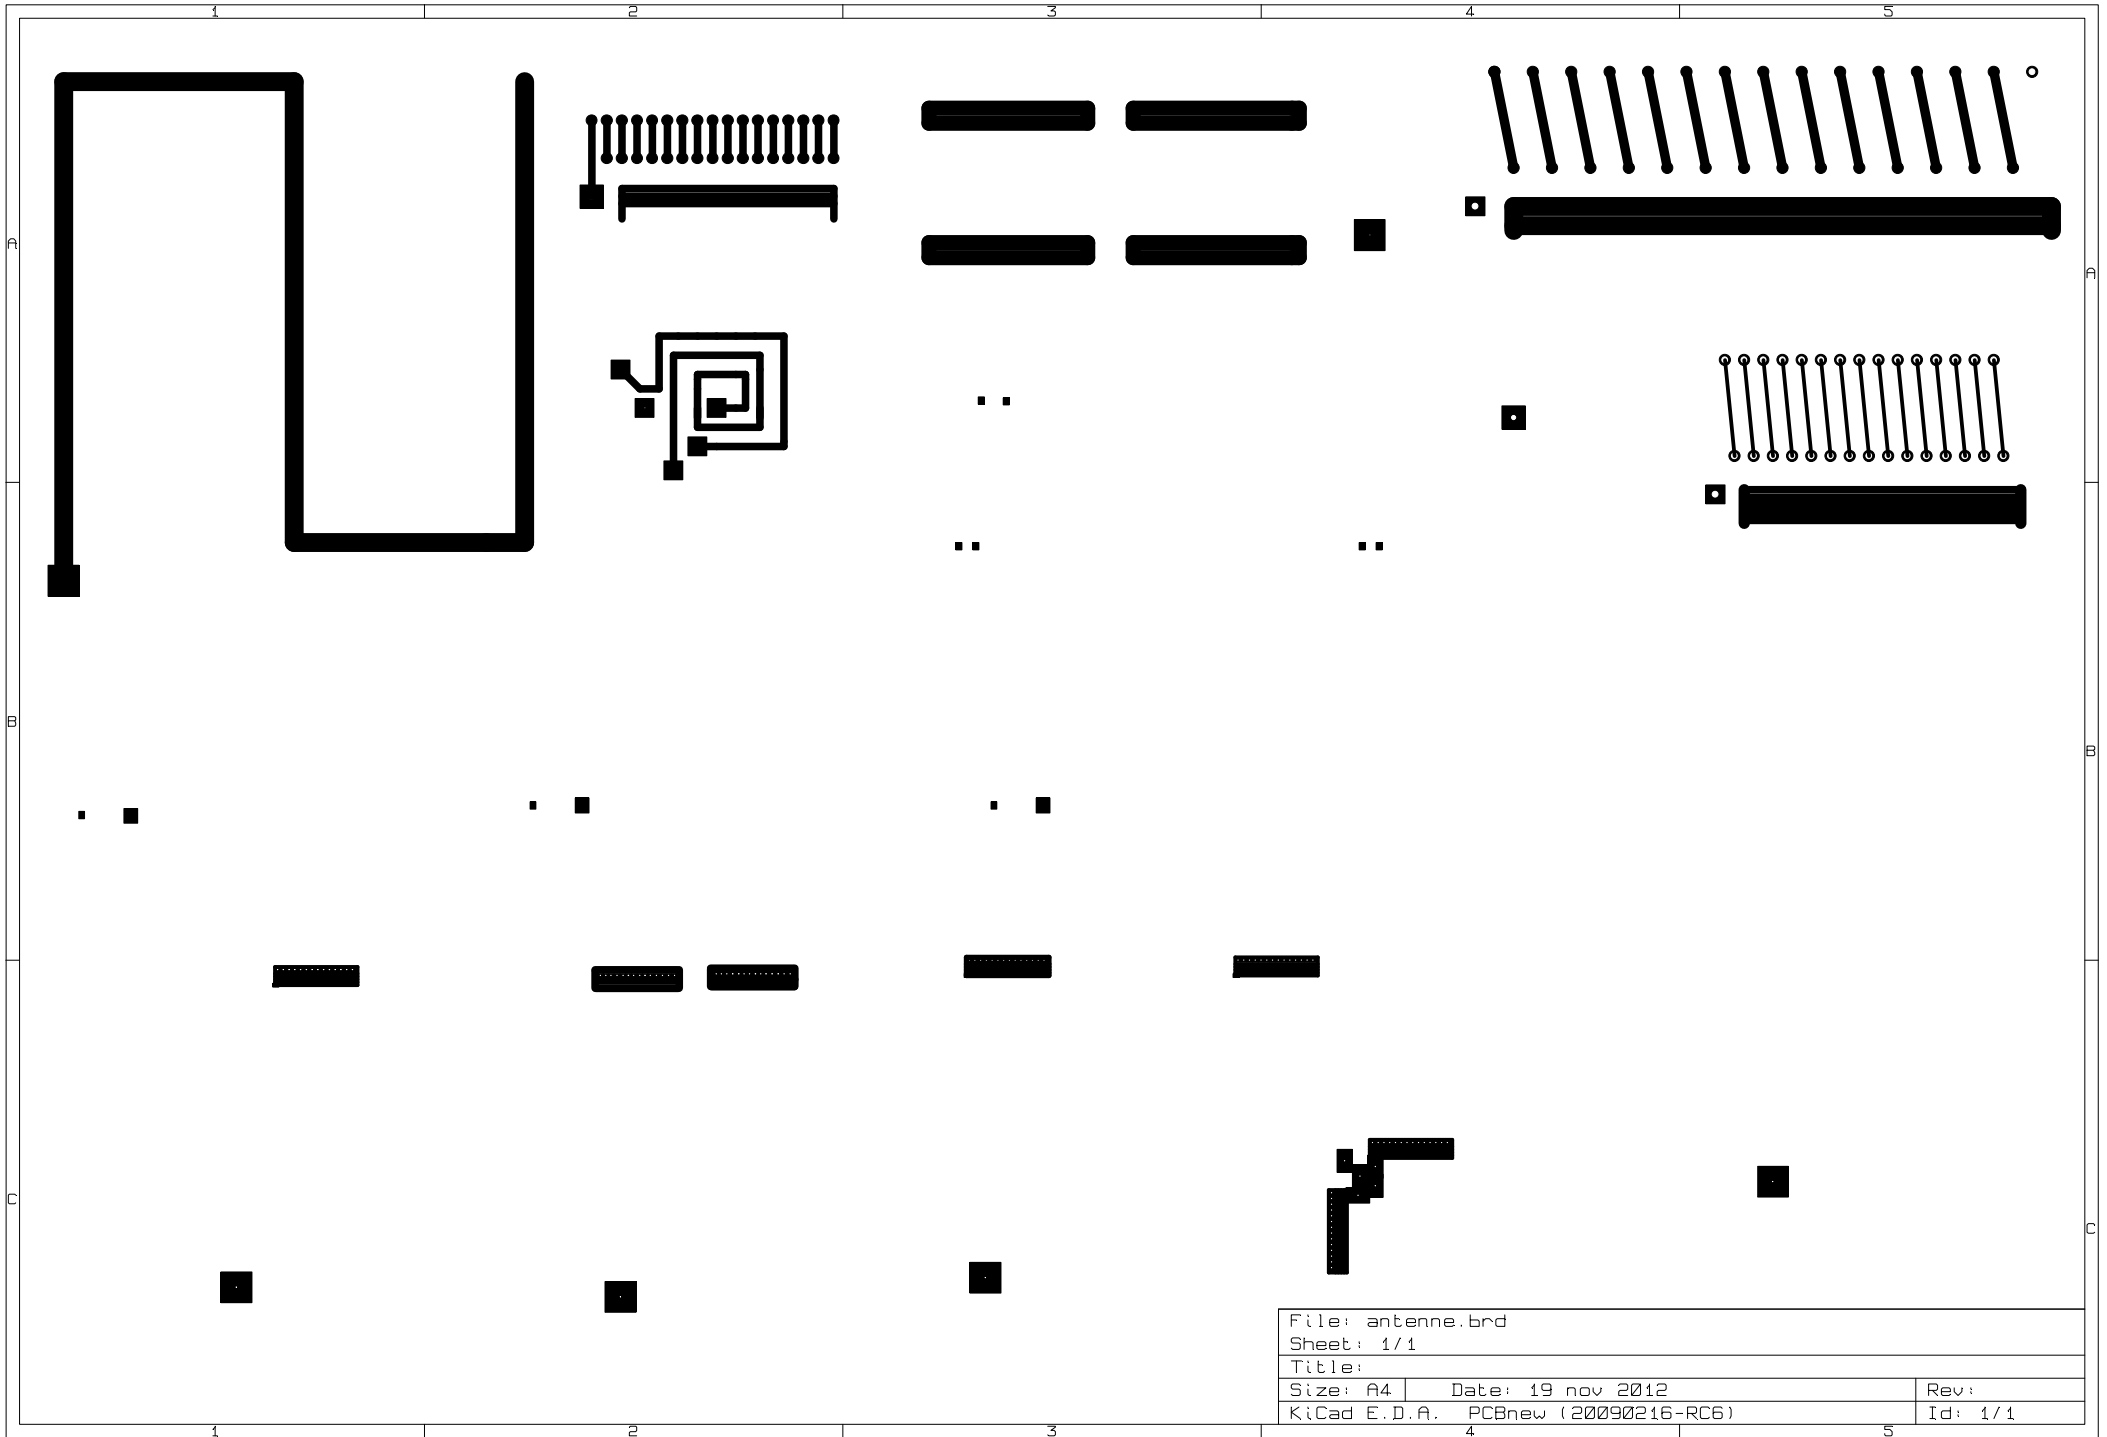 1 2 3 4 5
A
A
B
B
C
C
File: antenne.brd
Sheet: 1/1
Title:
Size: A4 Date: 19 nov 2012 Rev:
KiCad E.D.A. PCBnew (20090216-RC6) Id: 1/1
1 2 3 4 5